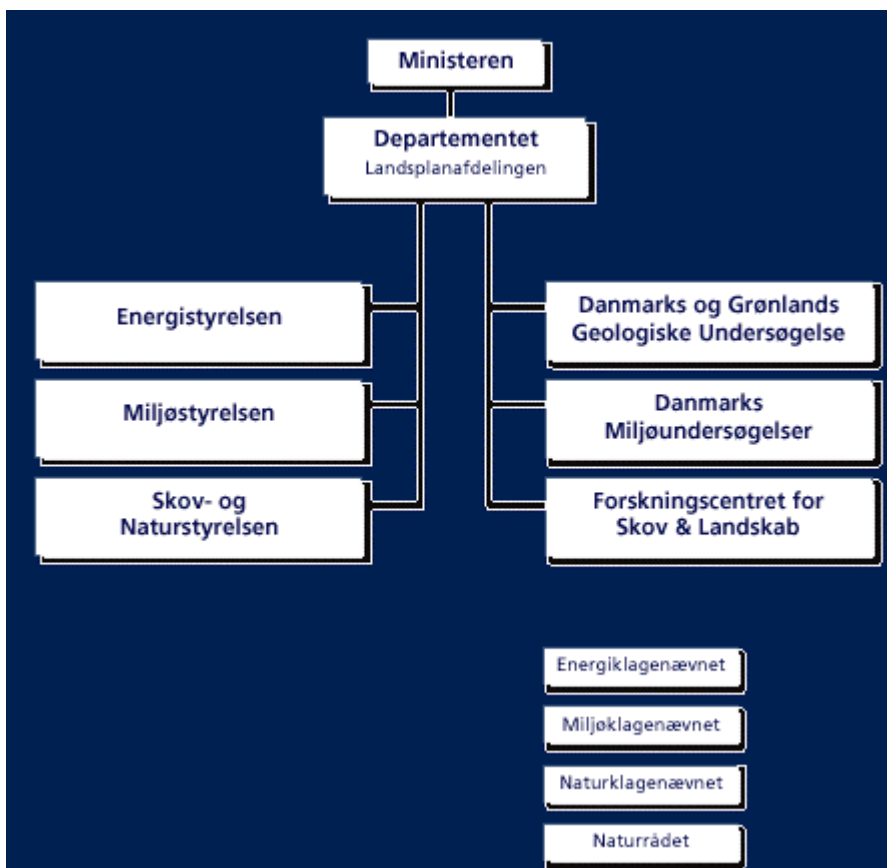 Ministeren
Departementet
Landsplanafdelingen
Energistyrelsen
Miljøstyrelsen
Skov- og
Naturstyrelsen
Danmarks og Grønlands
Geologiske Undersøgelse
Danmarks
Miljøundersøgelser
Forskningscentret for
Skov & Landskab
Energiklagenævnet
Miljøklagenævnet
Naturklagenævnet
Naturrådet